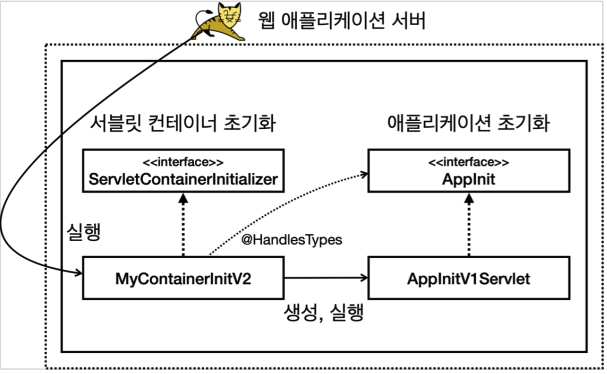 웹 애플리케이션 서버
서블릿 컨테이너 초기화
애플리케이션 초기화
<<interface>>
ServletContainerInitializer
<<interface>>
AppInit
실행
@HandlesTypes
MyContainerInitV2
AppInitV1Servlet
생성, 실행